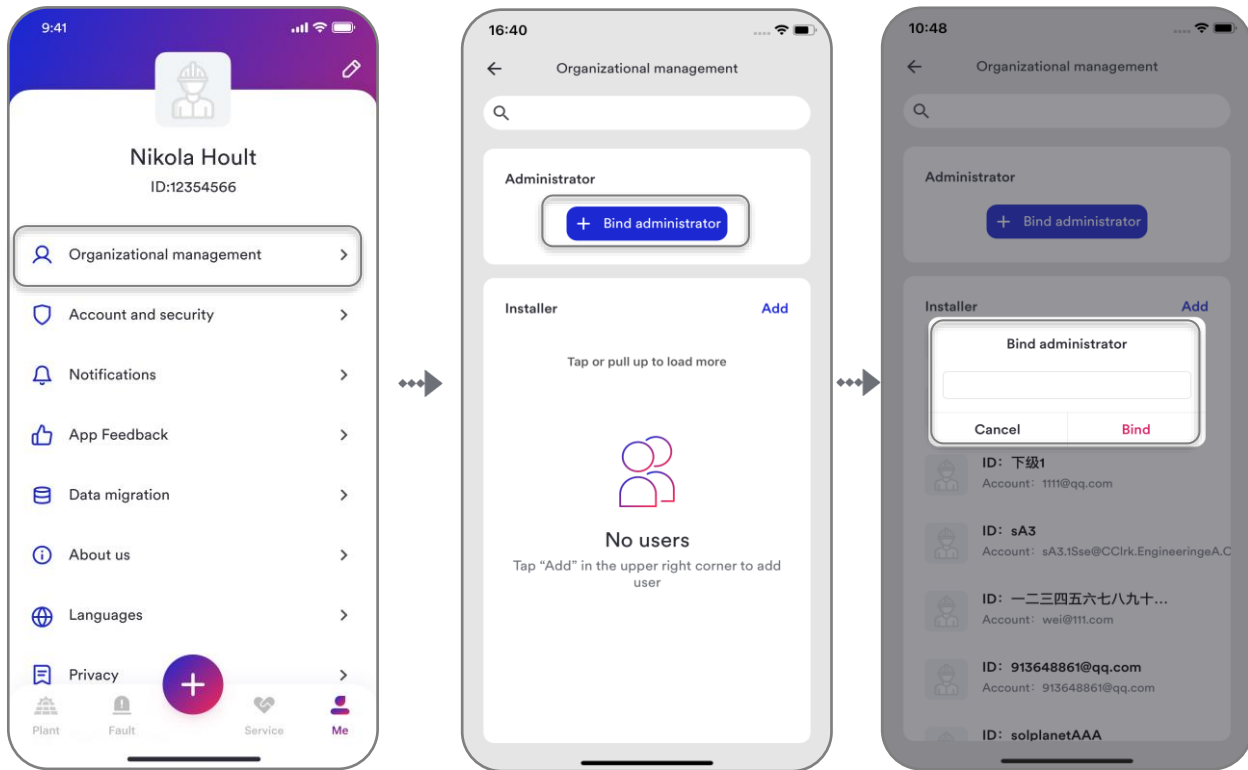 9:41
Nikola Hoult
ID:12354566
Organizational management
Account and security
Notifications
App Feedback
Data migration
About us
Languages
Privacy
Plant
Fault
Service
Me
16:40
Organizational management
Administrator
+ Bind administrator
Installer Add
Tap or pull up to load more
No users
Tap “Add” in the upper right corner to add
user
10:48
Organizational management
Administrator
+ Bind administrator
Installer Add
Bind administrator
Cancel Bind
ID: 下级1
Account: 1111@qq.com
ID: sA3
Account: sA3.1Sse@CClrk.EngineeringeA.C
ID: 一二三四五六七八九十...
Account: wei@111.com
ID: 913648861@qq.com
Account: 913648861@qq.com
ID: solplanetAAA